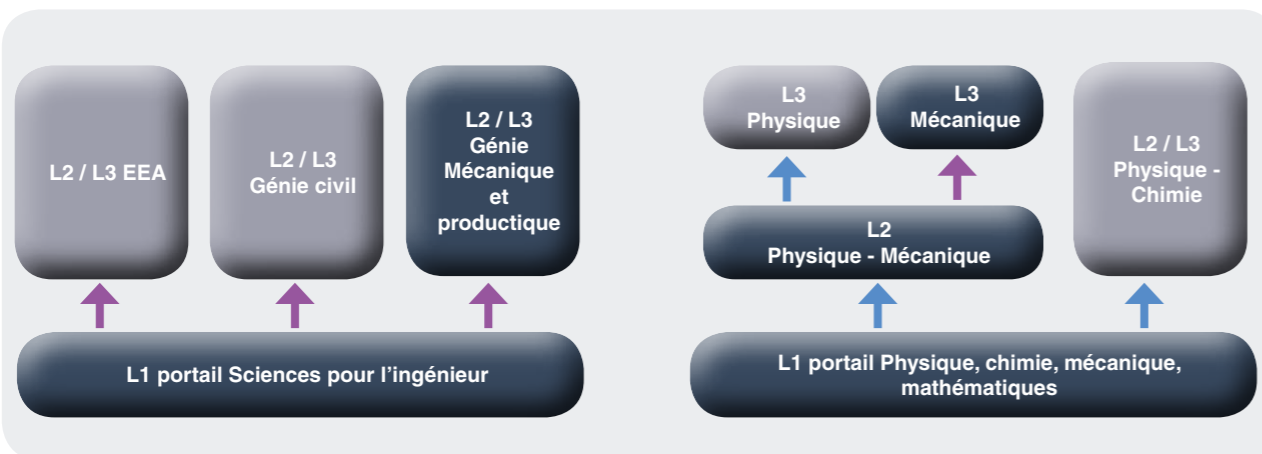 L2 / L3 EEA
L2 / L3
Génie civil
L2 / L3
Génie
Mécanique
et
productique
L1 portail Sciences pour l'ingénieur
L3
Physique
L3
Mécanique
L2 / L3
Physique -
Chimie
L2
Physique - Mécanique
L1 portail Physique, chimie, mécanique,
mathématiques